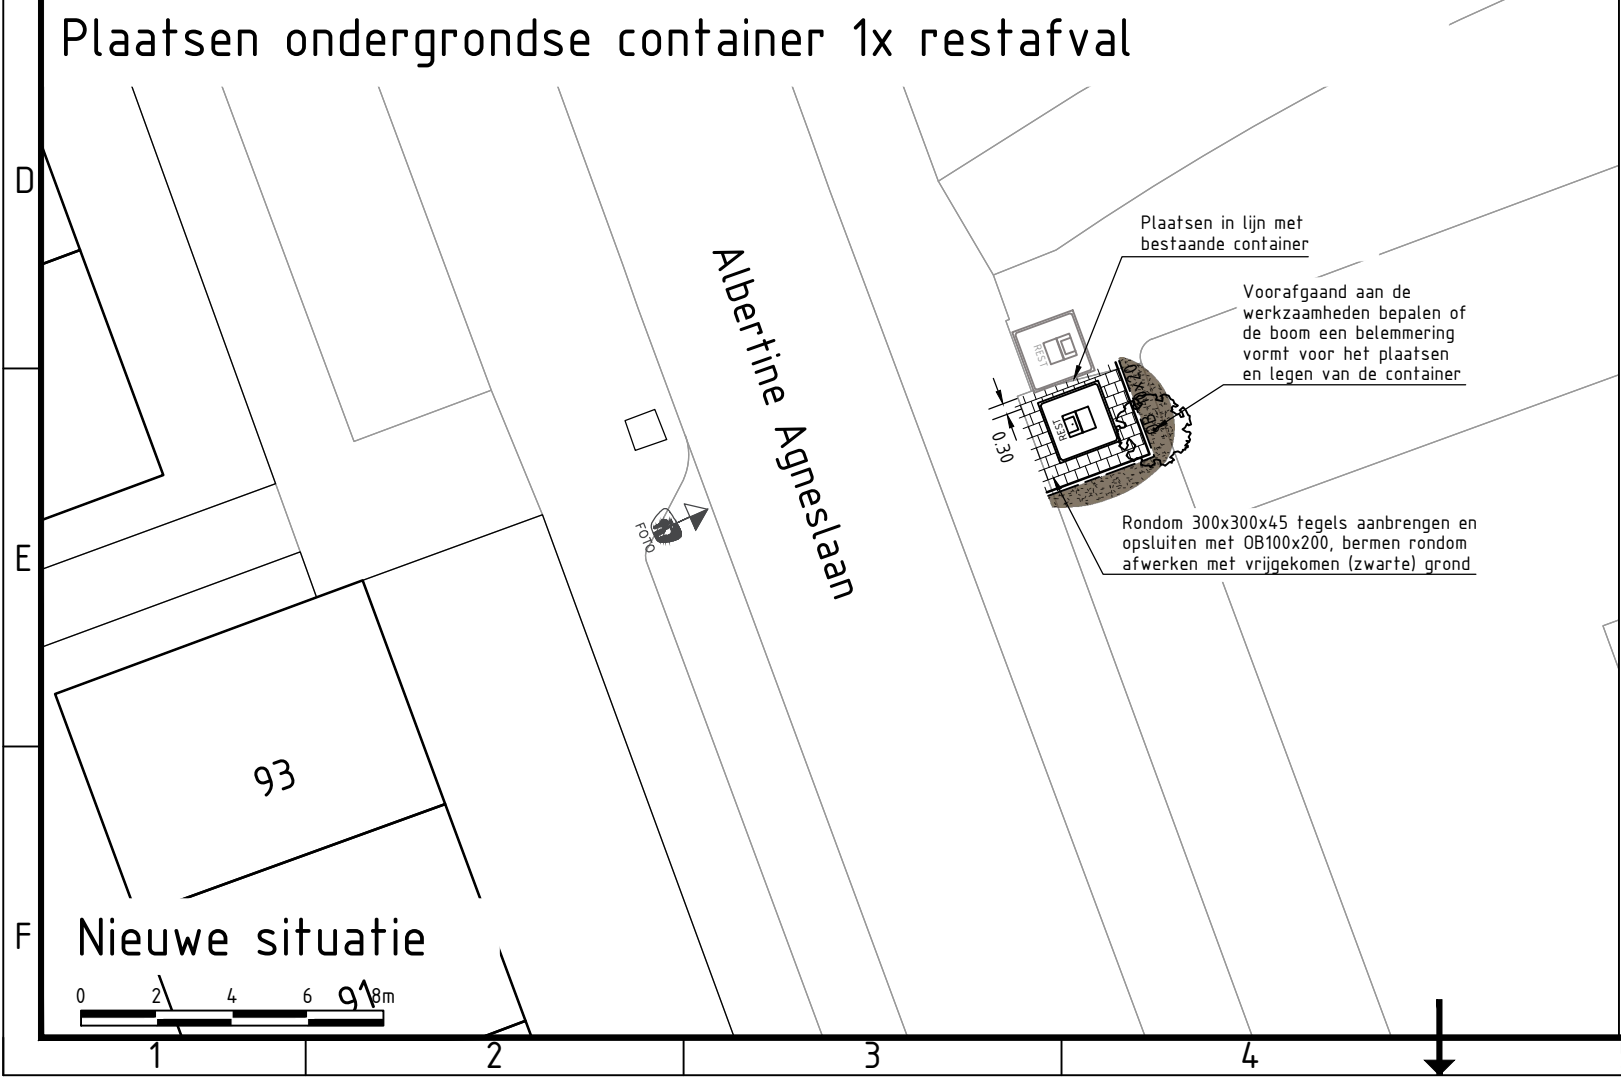 Plaatsen ondergrondse container 1x restafval
D
Plaatsen in lijn met
bestaande container
Albertine Agneslaan
Voorafgaand aan de
werkzaamheden bepalen of
de boom een belemmering
vormt voor het plaatsen
en legen van de container
REST
REST
0.30
FOTO
Rondom 300x300x45 tegels aanbrengen en
opsluiten met OB100x200, bermen rondom
afwerken met vrijgekomen (zwarte) grond
E
93
F
Nieuwe situatie
91
0 2 4 6 8m
1 2 3 4